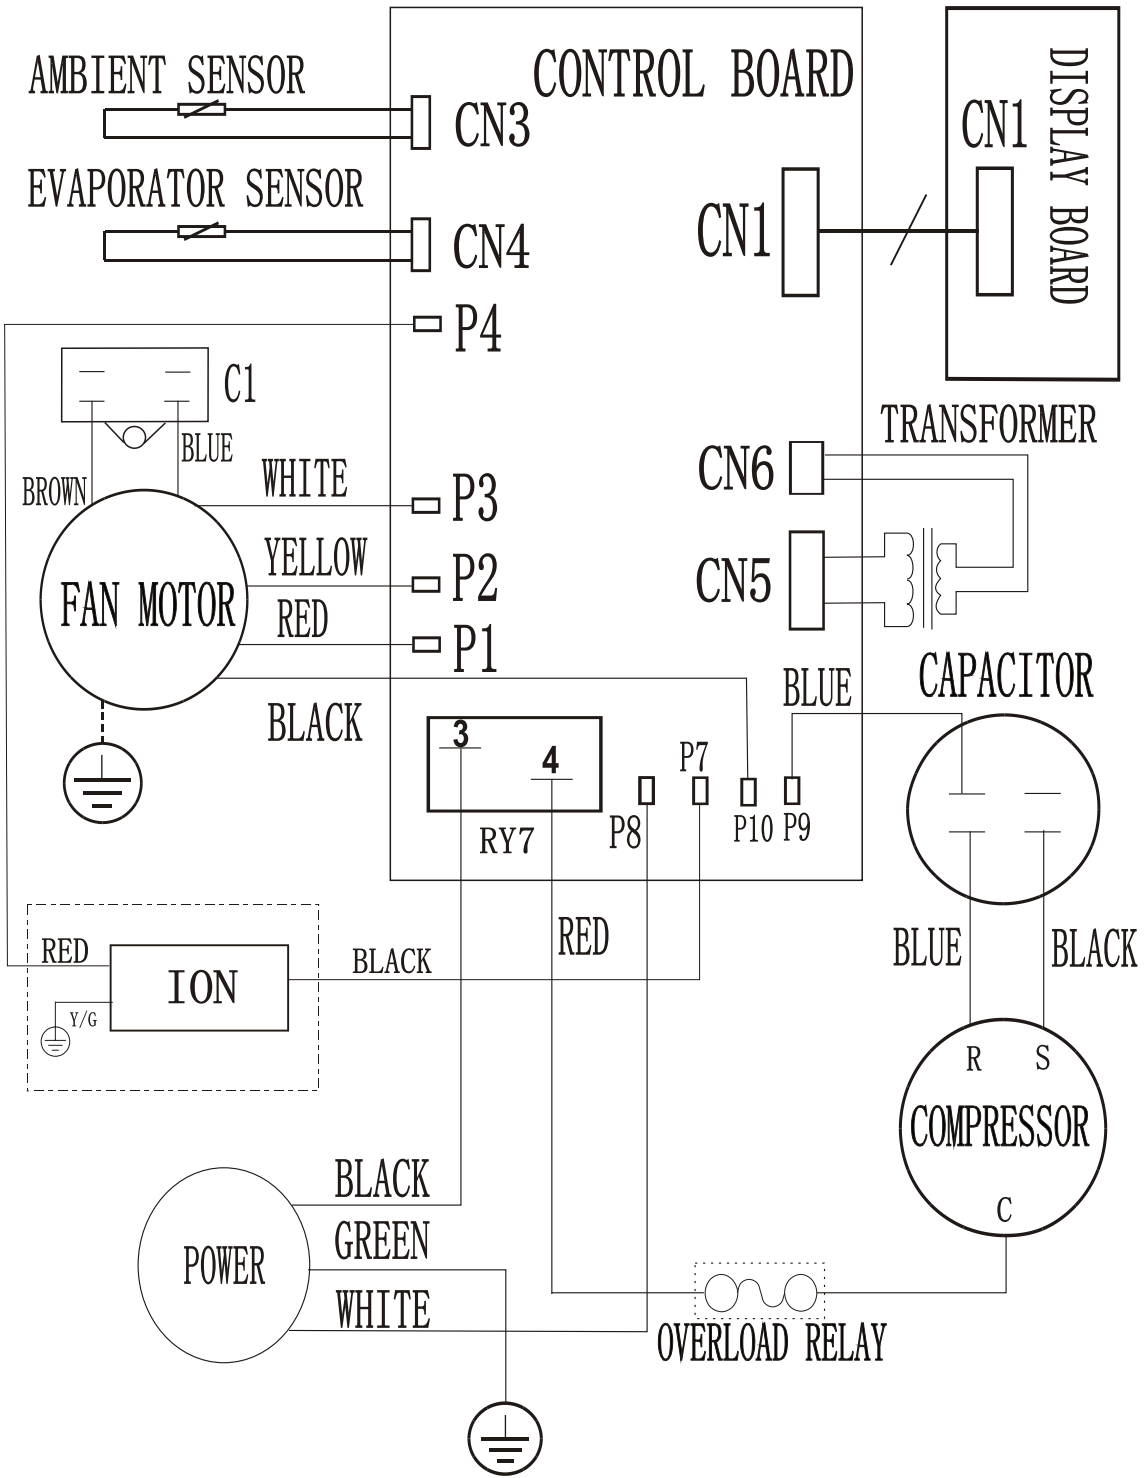 AMBIENT SENSOR
CONTROL BOARD
DISPLAY BOARD
CN3
CN1
EVAPORATOR SENSOR
CN4
CN1
P4
C1
TRANSFORMER
BLUE
BROWN
WHITE
P3
CN6
YELLOW
P2
CN5
FAN MOTOR
RED
P1
BLUE
CAPACITOR
BLACK
3
4
P7
RY7
P8
P10
P9
RED
BLUE
BLACK
RED
BLACK
ION
Y/G
R
S
COMPRESSOR
BLACK
C
GREEN
POWER
WHITE
OVERLOAD RELAY